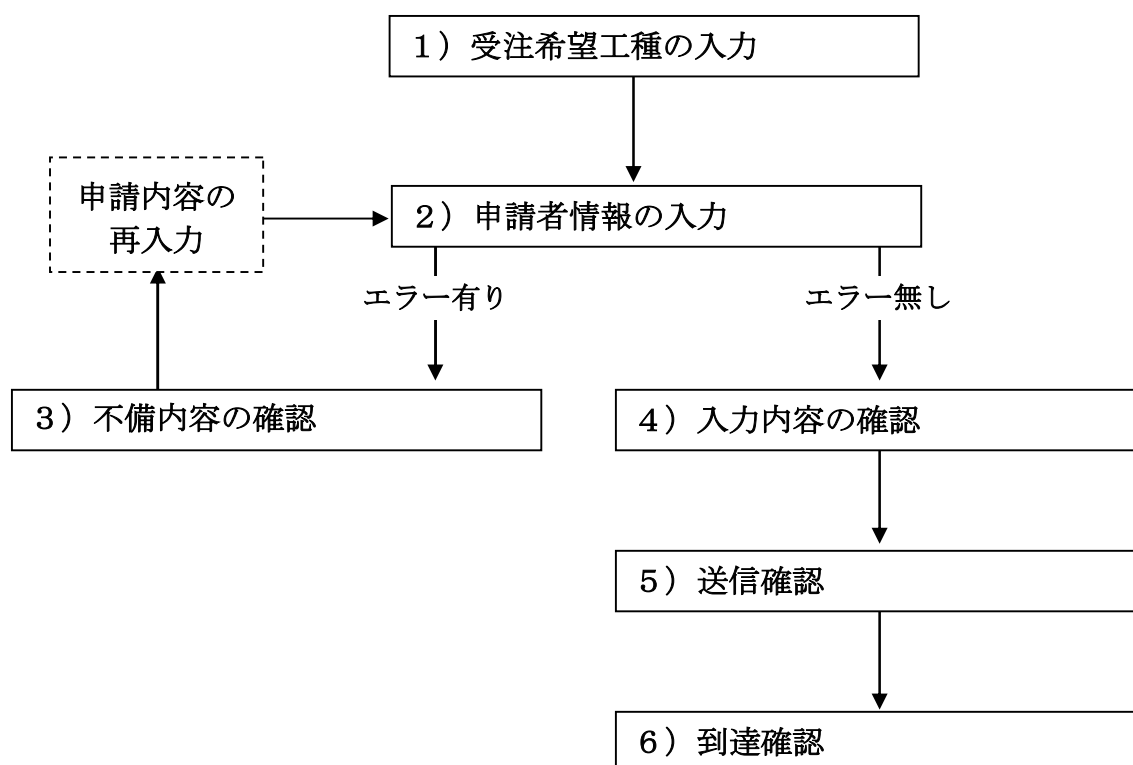 １）受注希望工種の入力
申請内容の
再入力
２）申請者情報の入力
エラー有り
エラー無し
３）不備内容の確認
４）入力内容の確認
５）送信確認
６）到達確認